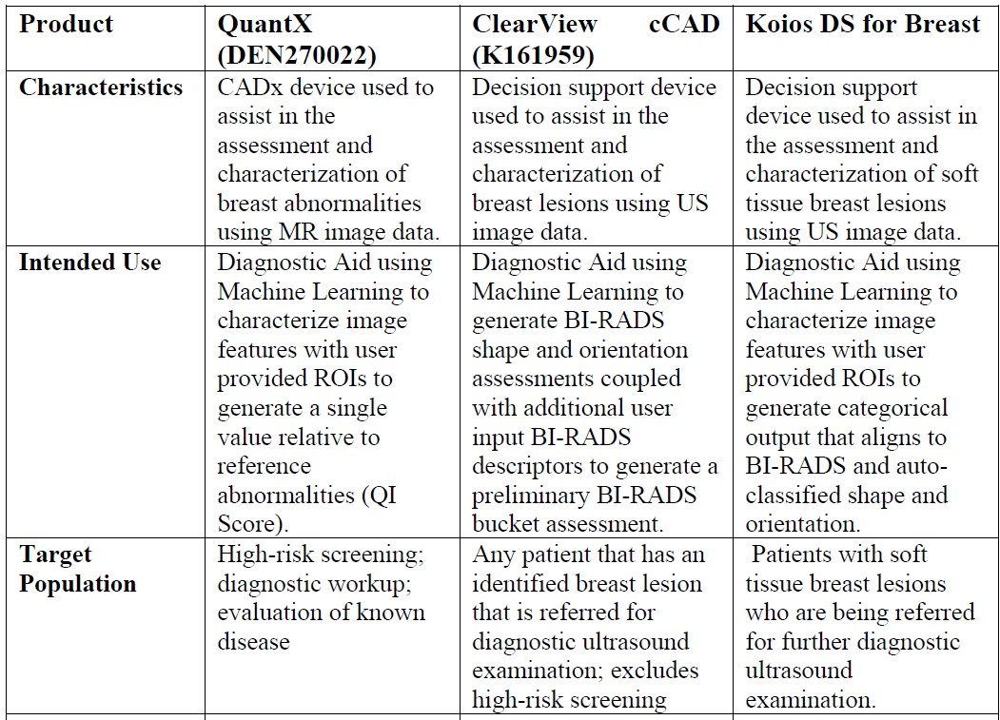 Product
QuantX
(DEN270022)
ClearView cCAD
(K161959)
Koios DS for Breast
Characteristics
CADx device used to
assist in the
assessment and
characterization of
breast abnormalities
using MR image data.
Decision support device
used to assist in the
assessment and
characterization of
breast lesions using US
image data.
Decision support
device used to assist in
the assessment and
characterization of soft
tissue breast lesions
using US image data.
Intended Use
Diagnostic Aid using
Machine Learning to
characterize image
features with user
provided ROIs to
generate a single
value relative to
reference
abnormalities (QI
Score).
Diagnostic Aid using
Machine Learning to
generate BI-RADS
shape and orientation
assessments coupled
with additional user
input BI-RADS
descriptors to generate a
preliminary BI-RADS
bucket assessment.
Diagnostic Aid using
Machine Learning to
characterize image
features with user
provided ROIs to
generate categorical
output that aligns to
BI-RADS and auto-
classified shape and
orientation.
Target
Population
High-risk screening;
diagnostic workup;
evaluation of known
disease
Any patient that has an
identified breast lesion
that is referred for
diagnostic ultrasound
examination; excludes
high-risk screening
Patients with soft
tissue breast lesions
who are being referred
for further diagnostic
ultrasound
examination.